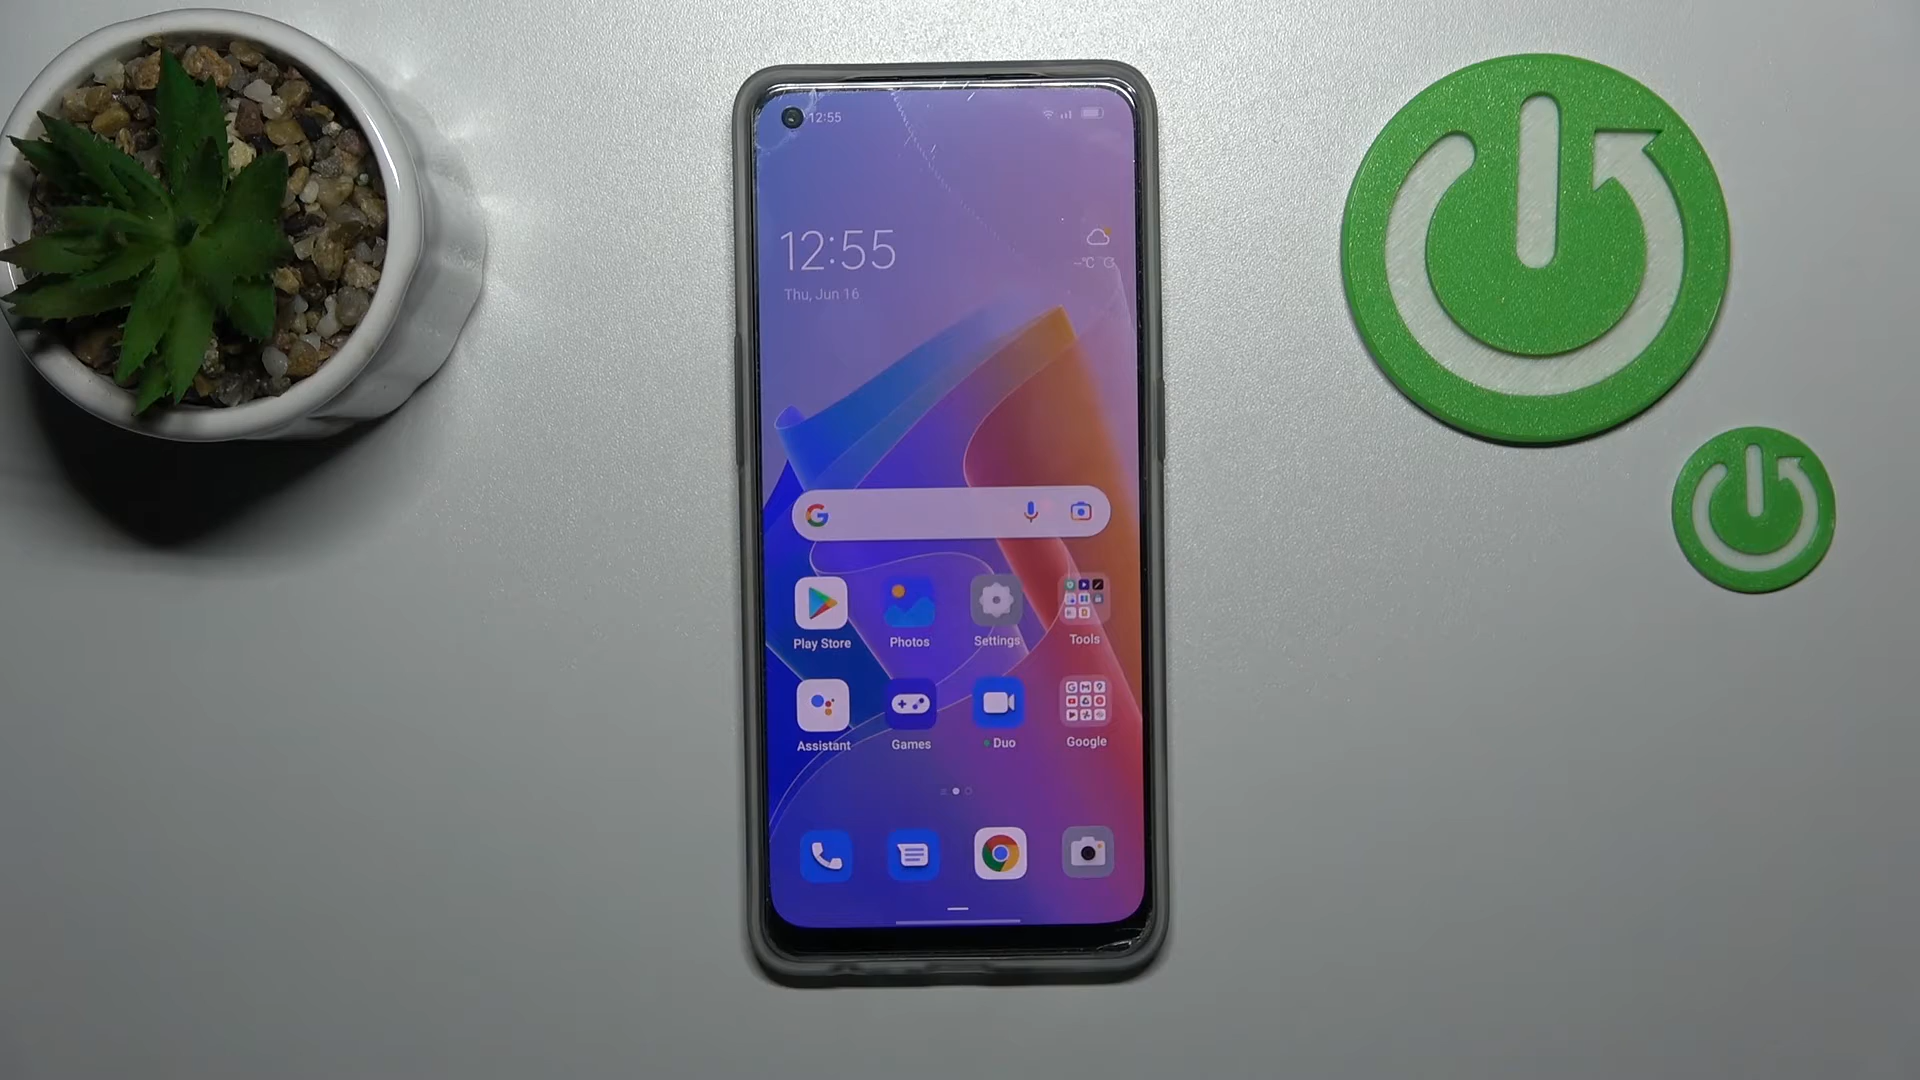 12:55
12:55
Thu, Jun 16
--°C
Play Store
Photos
Settings
Tools
Assistant
Games
Duo
Google